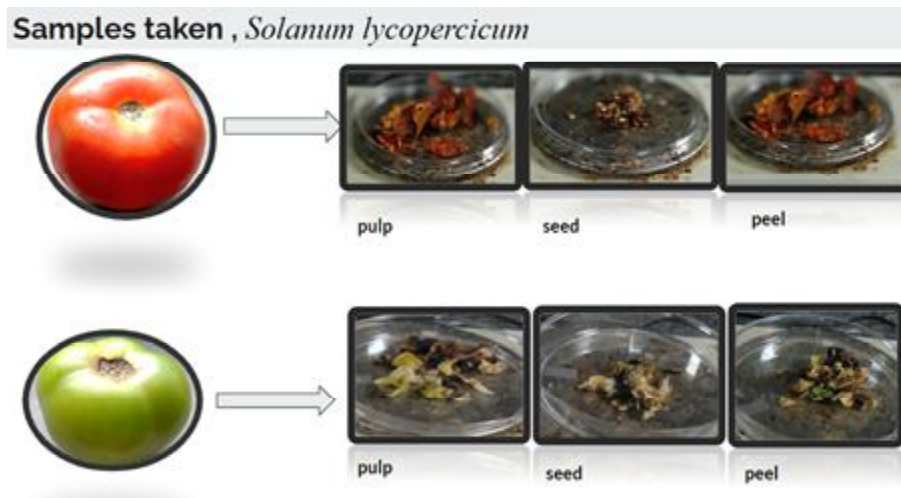 Samples taken , Solanum lycopercicum
pulp
seed
peel
pulp
seed
peel